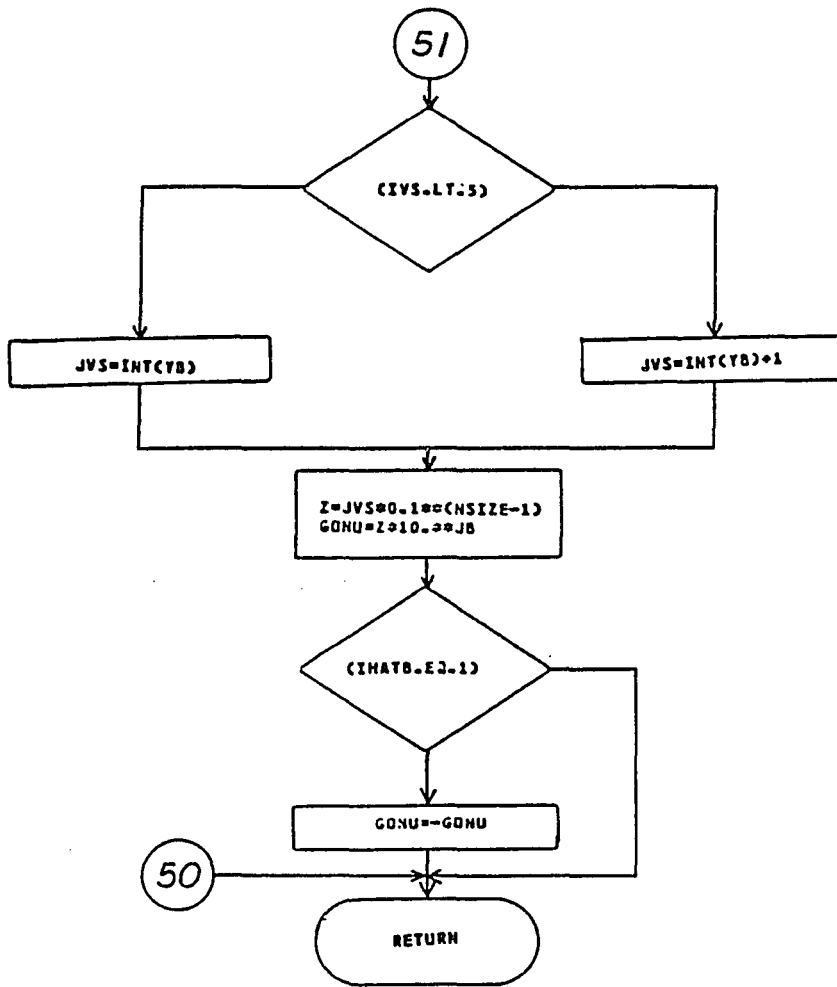 51
(IVS.LT.5)
JVS=INT(YB)
JVS=INT(YB)+1
Z=JVS*0.1**(NSIZE-1)
GONU=Z*10.**JB
(IHATB.EQ.1)
GONU=-GONU
50
RETURN